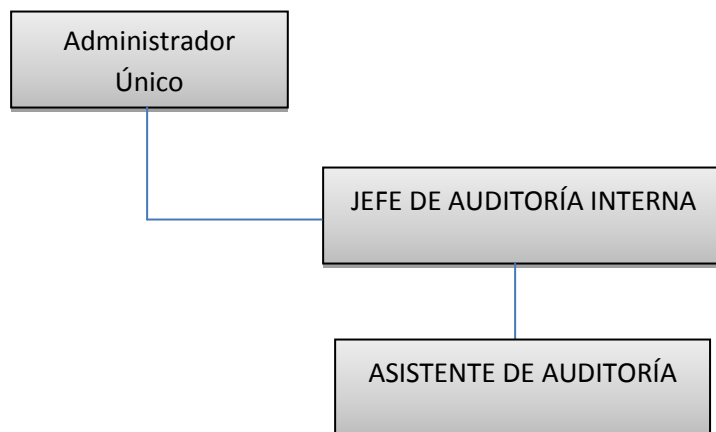 Administrador
Único
JEFE DE AUDITORÍA INTERNA
ASISTENTE DE AUDITORÍA